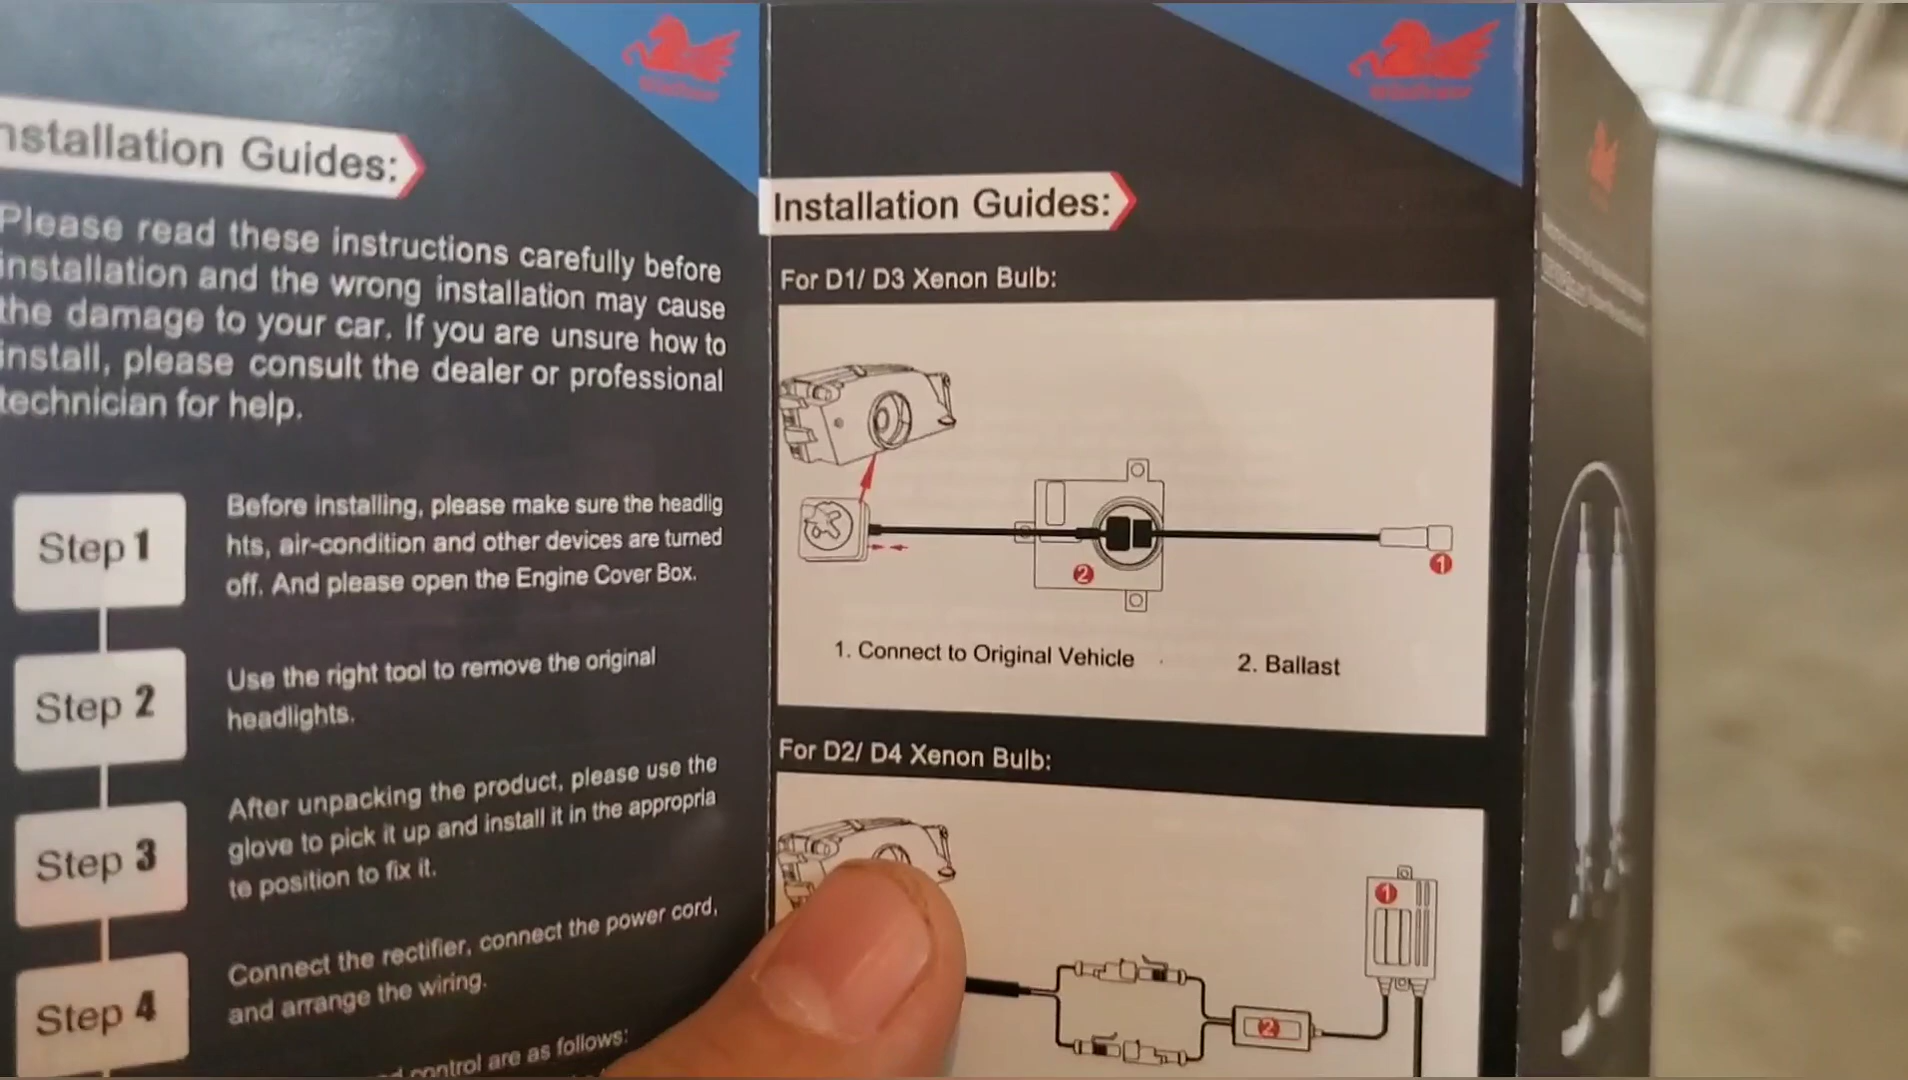 nstallation Guides:
Please read these instructions carefully before
installation and the wrong installation may cause
the damage to your car. If you are unsure how to
install, please consult the dealer or professional
technician for help.
Step 1
Before installing, please make sure the headlig
hts, air-condition and other devices are turned
off. And please open the Engine Cover Box.
Step 2
Use the right tool to remove the original
headlights.
Step 3
After unpacking the product, please use the
glove to pick it up and install it in the appropria
te position to fix it.
Step 4
Connect the rectifier, connect the power cord,
and arrange the wiring.
control are as follows:
Installation Guides:
For D1/ D3 Xenon Bulb:
2
1
1. Connect to Original Vehicle
2. Ballast
For D2/ D4 Xenon Bulb:
1
2